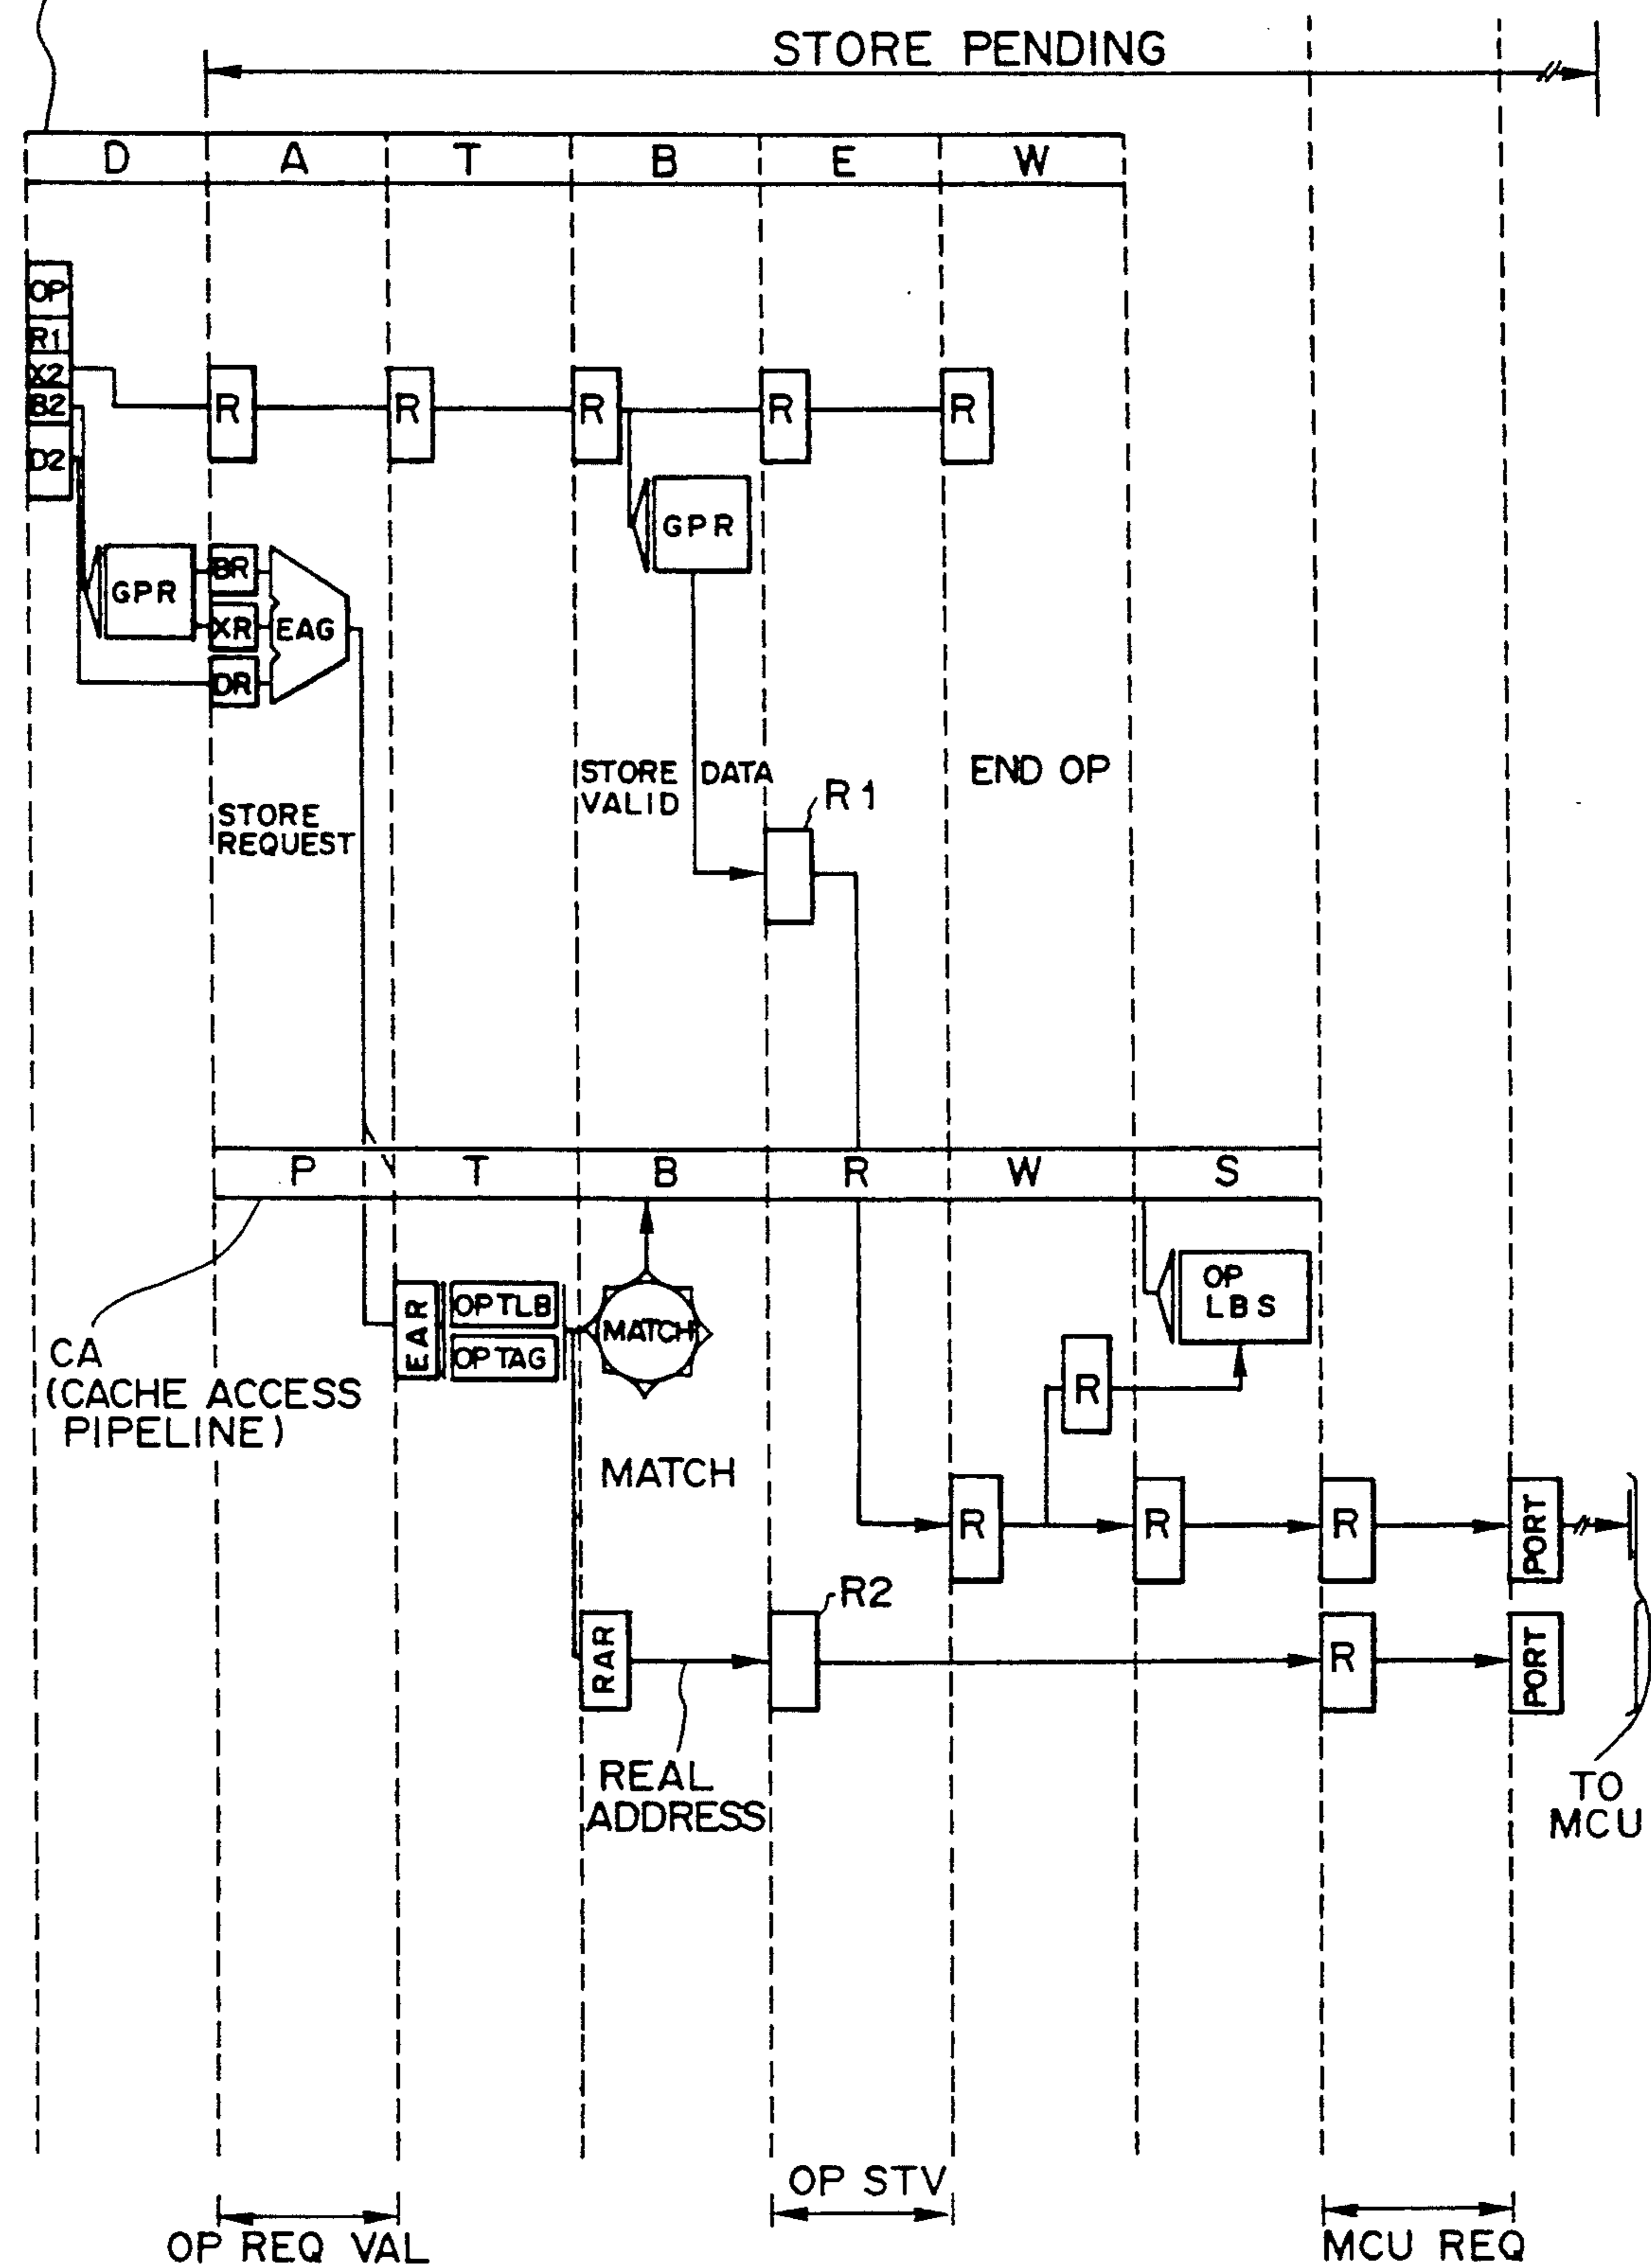 STORE PENDING
D A T B E W
OP
R1
X2
B2
D2
R R R R R
GPR
GPR
BR
XR
DR
EAG
STORE DATA
VALID
END OP
R1
STORE
REQUEST
P T B R W S
OP
LBS
EAR
OPTLB
OPTAG
MATCH
CA
(CACHE ACCESS
PIPELINE)
R
MATCH
R R R PORT
R2
RAR
R PORT
REAL
ADDRESS
TO
MCU
OP STV
OP REQ VAL
MCU REQ